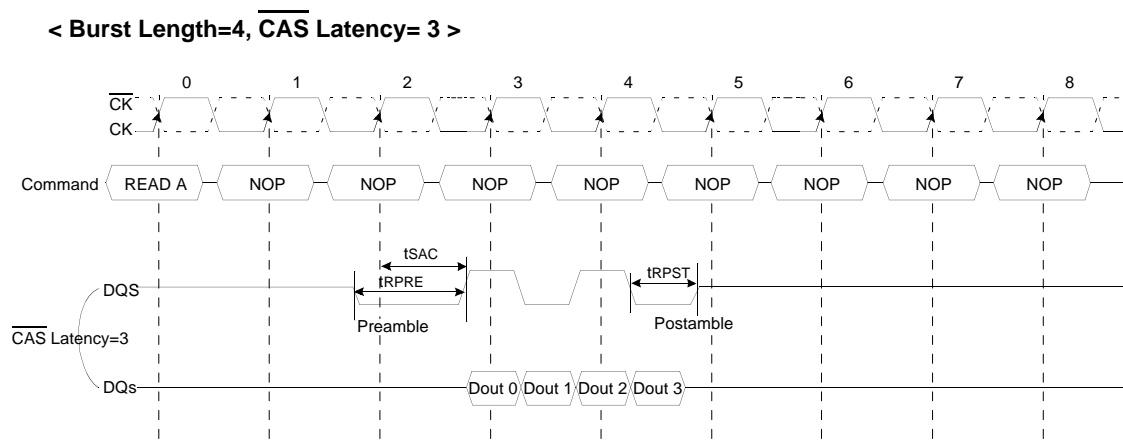 < Burst Length=4, CAS Latency= 3 >
0 1 2 3 4 5 6 7 8
CK
CK
Command READ A NOP NOP NOP NOP NOP NOP NOP NOP
tSAC
tRPRE tRPST
DQS
Preamble Postamble
CAS Latency=3
DQs Dout 0 Dout 1 Dout 2 Dout 3